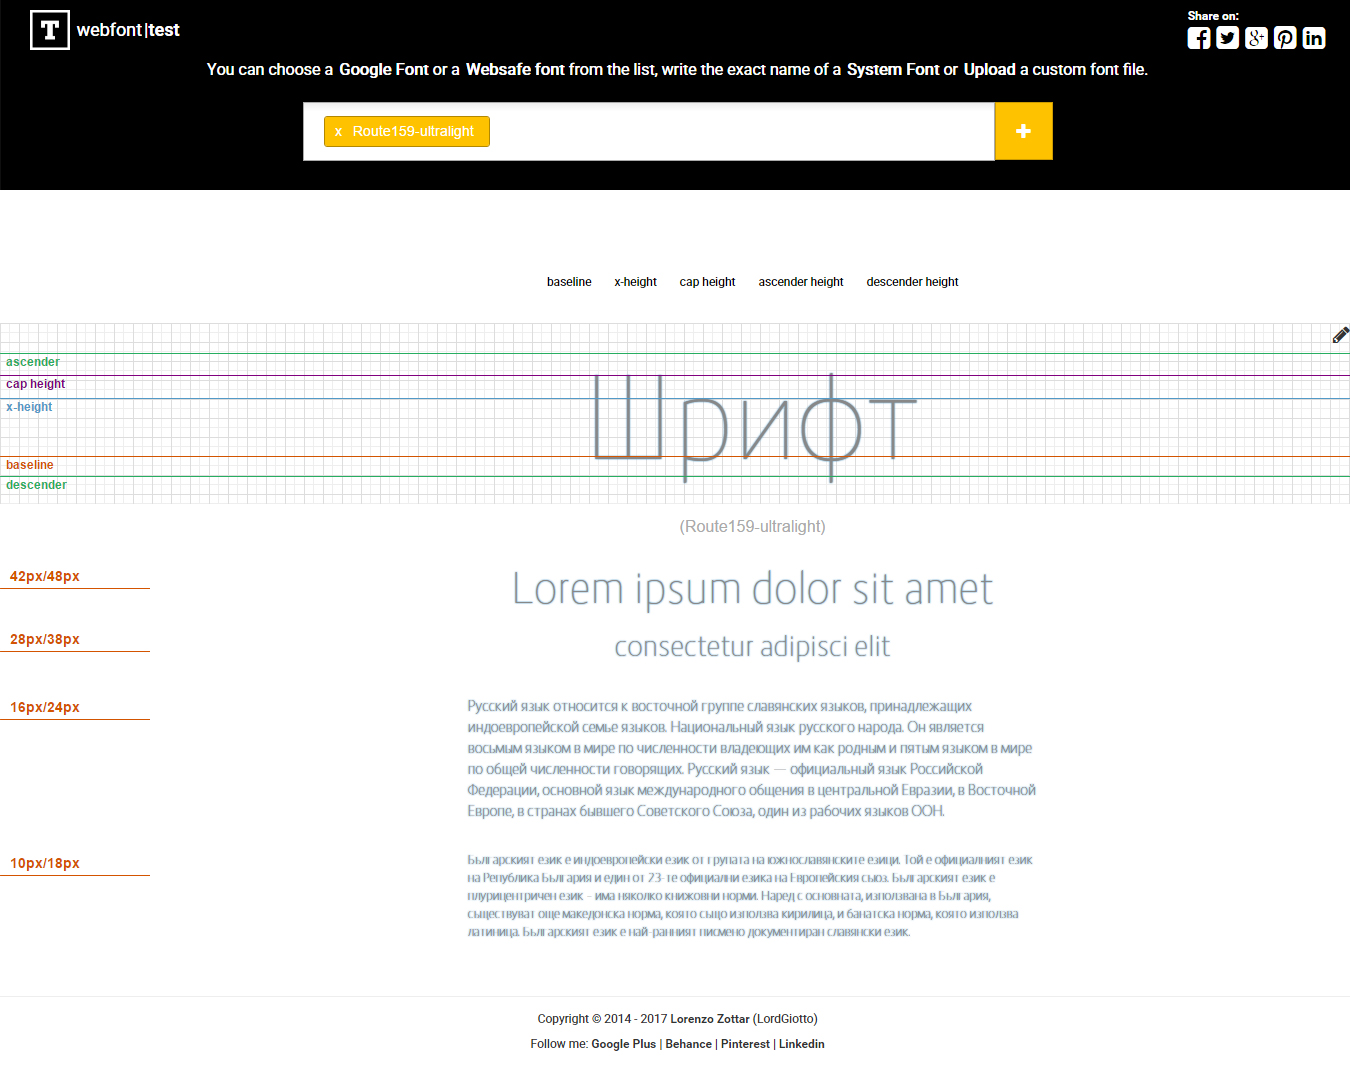 webfont|test
Share on:
You can choose a Google Font or a Websafe font from the list, write the exact name of a System Font or Upload a custom font file.
x Route159-ultralight
baseline x-height cap height ascender height descender height
ascender
cap height
x-height
baseline
descender
Шрифт
(Route159-ultralight)
42px/48px
Lorem ipsum dolor sit amet
28px/38px
consectetur adipisci elit
16px/24px
Русский язык относится к восточной группе славянских языков, принадлежащих
индоевропейской семье языков. Национальный язык русского народа. Он является
восьмым языком в мире по численности владеющих им как родным и пятым языком в мире
по общей численности говорящих. Русский язык — официальный язык Российской
Федерации, основной язык международного общения в центральной Евразии, в Восточной
Европе, в странах бывшего Советского Союза, один из рабочих языков ООН.
10px/18px
Българският език е индоевропейски език от групата на южнославянските езици. Той е официалният език
на Република България и един от 23-те официални езика на Европейския съюз. Българският език е
плурицентричен език – има няколко книжовни норми. Наред с основната, използвана в България,
съществуват още македонска норма, която също използва кирилица, и банатска норма, която използва
латиница. Българският език е най-ранният писмено документиран славянски език.
Copyright © 2014 - 2017 Lorenzo Zottar (LordGiotto)
Follow me: Google Plus | Behance | Pinterest | Linkedin